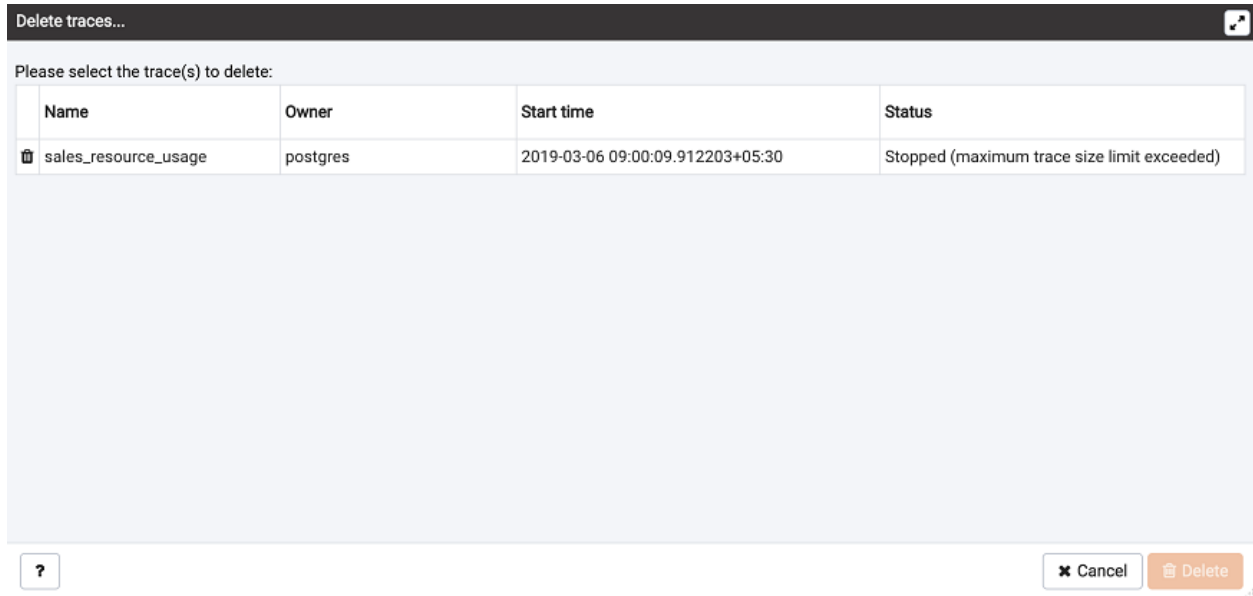 Delete traces...
Please select the trace(s) to delete:
Name Owner Start time Status
sales_resource_usage postgres 2019-03-06 09:00:09.912203+05:30 Stopped (maximum trace size limit exceeded)
? Cancel Delete